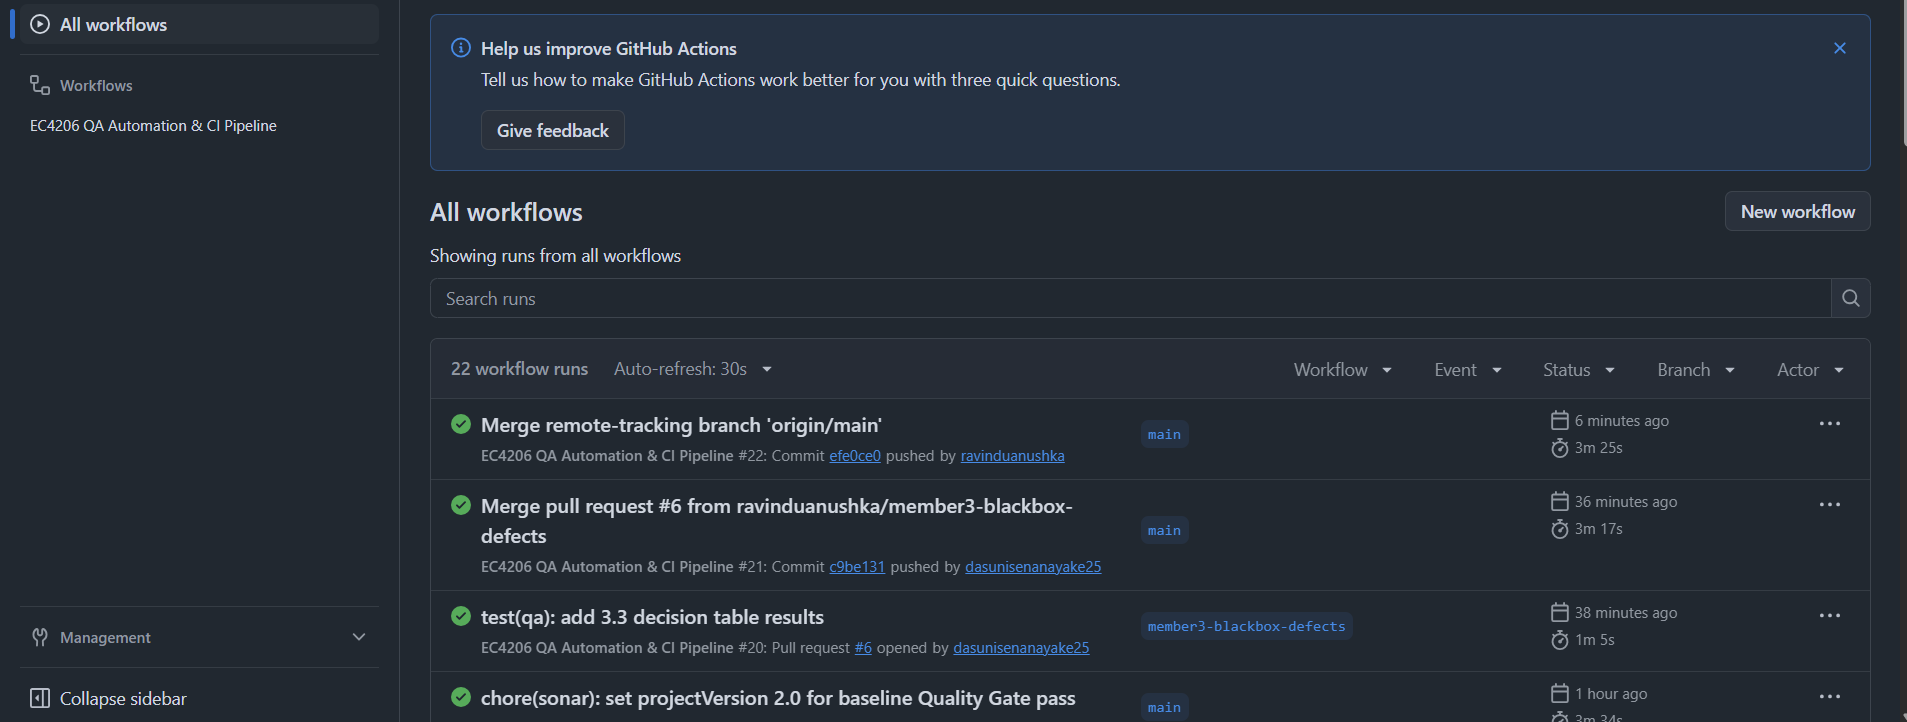 All workflows
Workflows
EC4206 QA Automation & CI Pipeline
Management
Collapse sidebar
Help us improve GitHub Actions
Tell us how to make GitHub Actions work better for you with three quick questions.
Give feedback
All workflows
New workflow
Showing runs from all workflows
Search runs
22 workflow runs Auto-refresh: 30s Workflow Event Status Branch Actor
Merge remote-tracking branch 'origin/main'
EC4206 QA Automation & CI Pipeline #22: Commit efe0ce0 pushed by ravinduanushka
main
6 minutes ago
3m 25s
Merge pull request #6 from ravinduanushka/member3-blackbox-
defects
EC4206 QA Automation & CI Pipeline #21: Commit c9be131 pushed by dasunisenanayake25
main
36 minutes ago
3m 17s
test(qa): add 3.3 decision table results
EC4206 QA Automation & CI Pipeline #20: Pull request #6 opened by dasunisenanayake25
member3-blackbox-defects
38 minutes ago
1m 5s
chore(sonar): set projectVersion 2.0 for baseline Quality Gate pass
main
1 hour ago
3m 34s